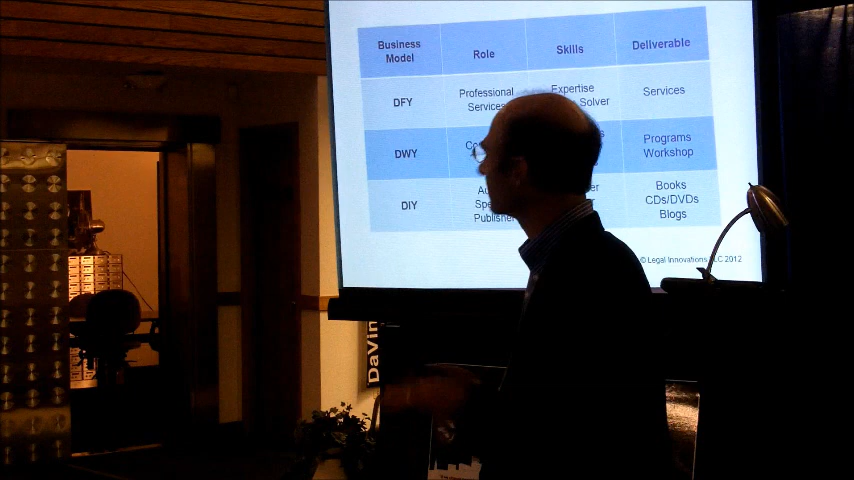 Business
Model
Role
Skills
Deliverable
DFY
Professional
Services
Expertise
Solver
Services
DWY
Programs
Workshop
DIY
Publisher
Books
CDs/DVDs
Blogs
© Legal Innovations LLC 2012
DaVin